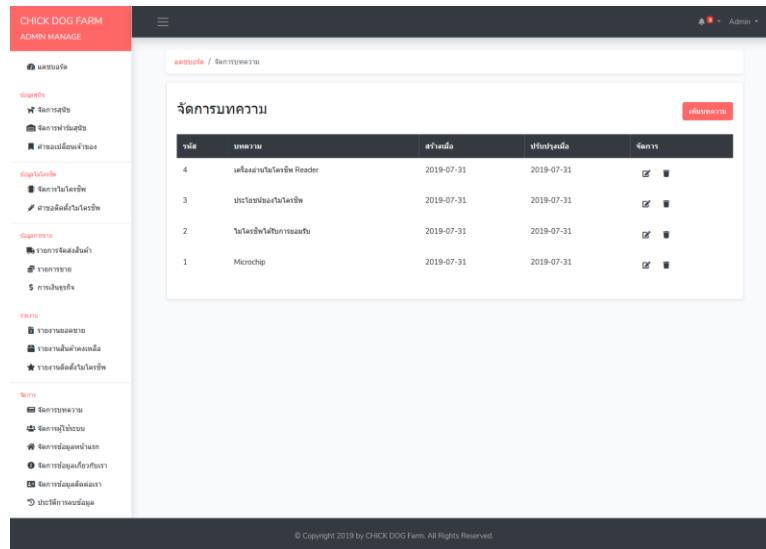 CHICK DOG FARM
ADMIN MANAGE
3
Admin
แดชบอร์ด
ข้อมูลสุนัข
จัดการสุนัข
จัดการฟาร์มสุนัข
คำขอเปลี่ยนเจ้าของ
ข้อมูลไมโครชิพ
จัดการไมโครชิพ
คำขอติดตั้งไมโครชิพ
ข้อมูลการขาย
รายการจัดส่งสินค้า
รายการขาย
การเงินธุรกิจ
รายงาน
รายงานยอดขาย
รายงานสินค้าคงเหลือ
รายงานติดตั้งไมโครชิพ
จัดการ
จัดการบทความ
จัดการผู้ใช้ระบบ
จัดการข้อมูลหน้าแรก
จัดการข้อมูลเกี่ยวกับเรา
จัดการข้อมูลติดต่อเรา
ประวัติการลบข้อมูล
แดชบอร์ด / จัดการบทความ
จัดการบทความ
เพิ่มบทความ
รหัส บทความ สร้างเมื่อ ปรับปรุงเมื่อ จัดการ
4 เครื่องอ่านไมโครชิพ Reader 2019-07-31 2019-07-31
3 ประโยชน์ของไมโครชิพ 2019-07-31 2019-07-31
2 ไมโครชิพได้รับการยอมรับ 2019-07-31 2019-07-31
1 Microchip 2019-07-31 2019-07-31
© Copyright 2019 by CHICK DOG Farm. All Rights Reserved.